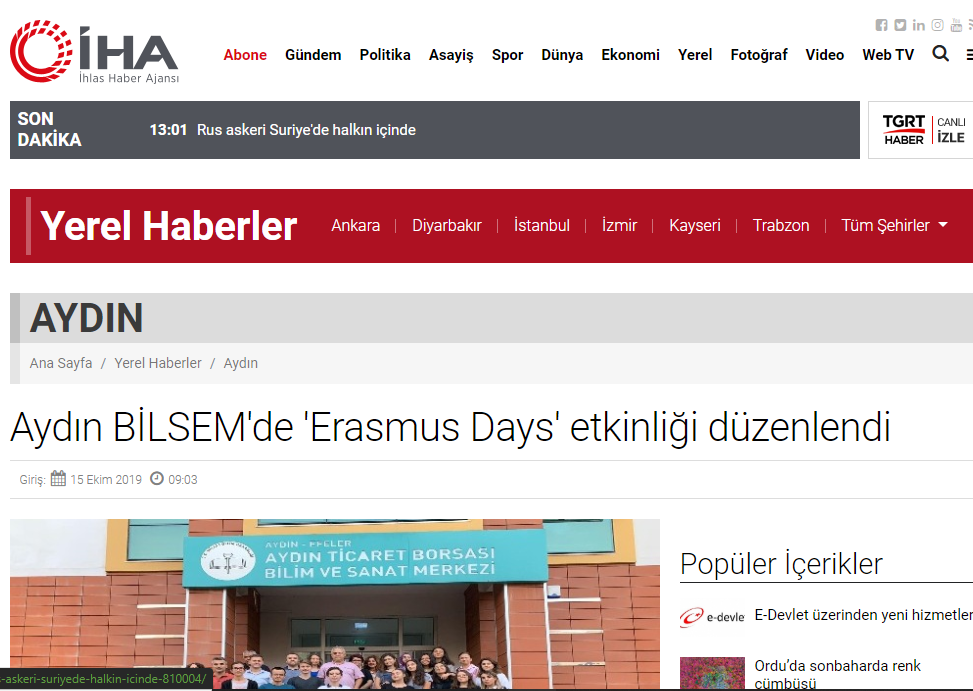 İHA
İhlas Haber Ajansı
Abone Gündem Politika Asayiş Spor Dünya Ekonomi Yerel Fotoğraf Video Web TV
SON DAKİKA
13:01 Rus askeri Suriye'de halkın içinde
TGRT HABER CANLI İZLE
Yerel Haberler Ankara Diyarbakır İstanbul İzmir Kayseri Trabzon Tüm Şehirler
AYDIN
Ana Sayfa / Yerel Haberler / Aydın
Aydın BİLSEM'de 'Erasmus Days' etkinliği düzenlendi
Giriş: 15 Ekim 2019 09:03
AYDIN - EFELER
AYDIN TİCARET BORSASI
BİLİM VE SANAT MERKEZİ
Popüler İçerikler
e-devle
E-Devlet üzerinden yeni hizmetler
Ordu’da sonbaharda renk
cümbüşü
-askeri-suriyede-halkin-icinde-810004/